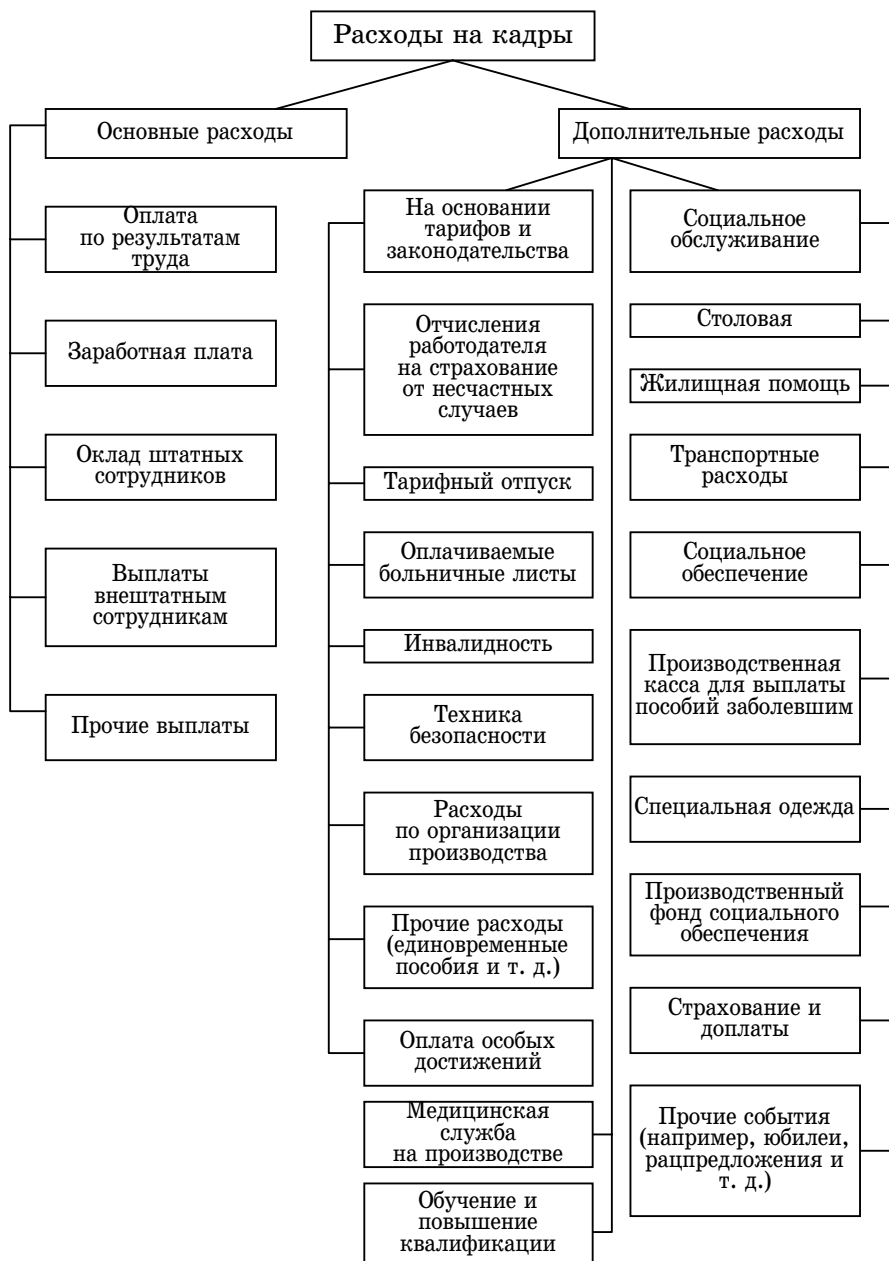 Расходы на кадры
Основные расходы
Дополнительные расходы
Оплата
по результатам
труда
Заработная плата
Оклад штатных
сотрудников
Выплаты
внештатным
сотрудникам
Прочие выплаты
На основании
тарифов и
законодательства
Отчисления
работодателя
на страхование
от несчастных
случаев
Тарифный отпуск
Оплачиваемые
больничные листы
Инвалидность
Техника
безопасности
Расходы
по организации
производства
Прочие расходы
(единовременные
пособия и т. д.)
Оплата особых
достижений
Медицинская
служба
на производстве
Обучение и
повышение
квалификации
Социальное
обслуживание
Столовая
Жилищная помощь
Транспортные
расходы
Социальное
обеспечение
Производственная
касса для выплаты
пособий заболевшим
Специальная одежда
Производственный
фонд социального
обеспечения
Страхование и
доплаты
Прочие события
(например, юбилеи,
рацпредложения и
т. д.)